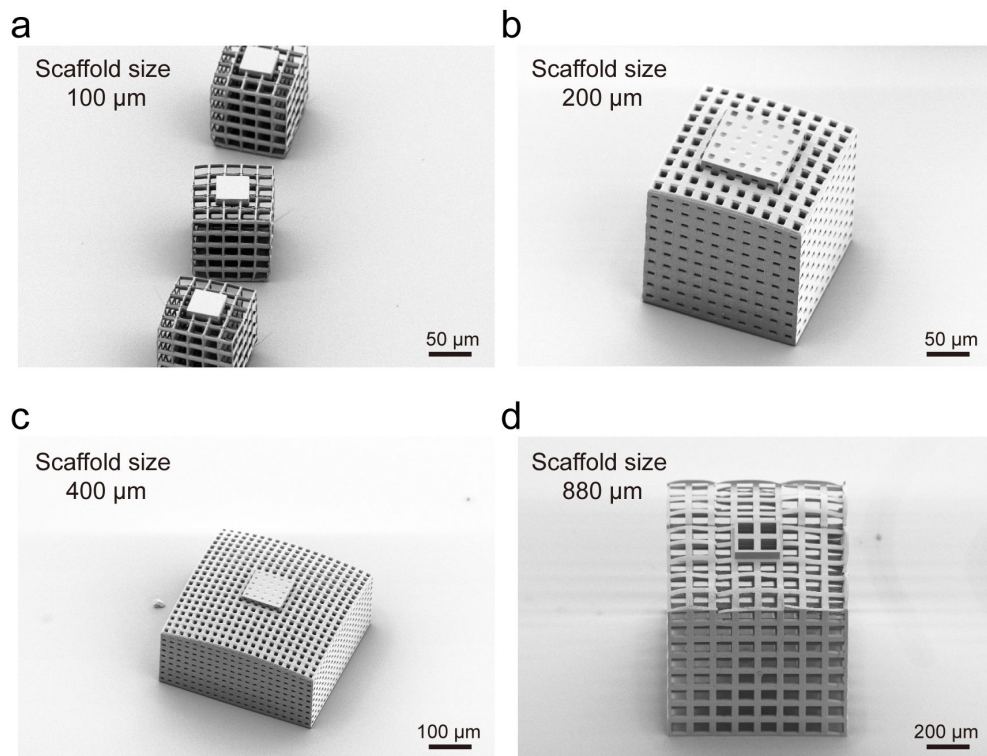 a
Scaffold size
100 µm
50 µm
b
Scaffold size
200 µm
50 µm
c
Scaffold size
400 µm
100 µm
d
Scaffold size
880 µm
200 µm